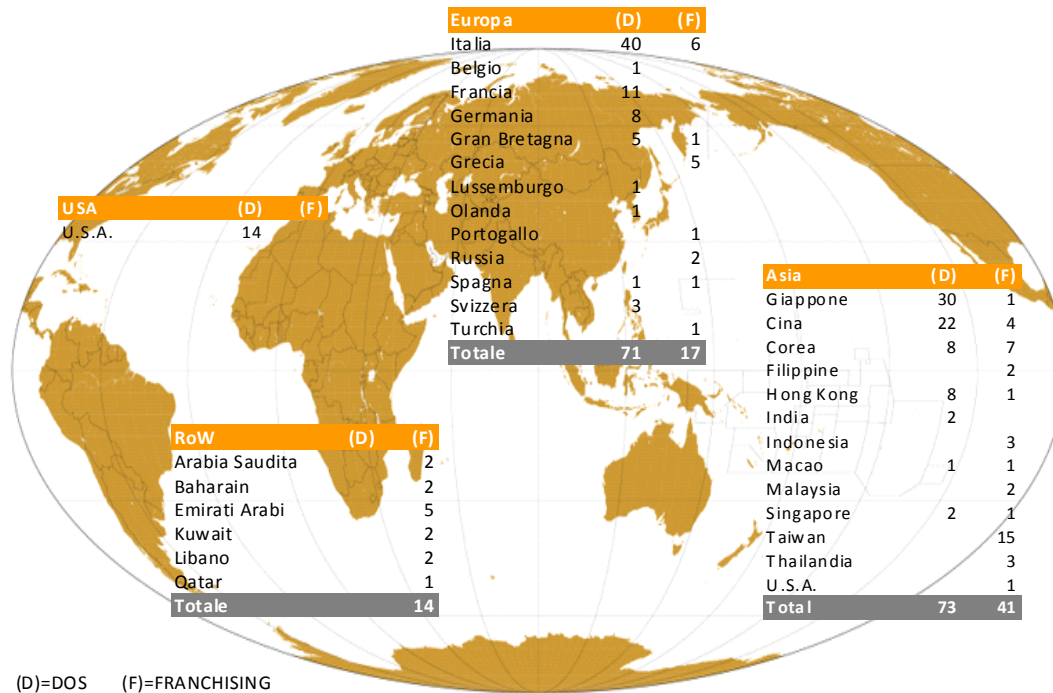 Europa (D) (F)
Italia 40 6
Belgio 1
Francia 11
Germania 8
Gran Bretagna 5 1
Grecia 5
Lussemburgo 1
Olanda 1
Portogallo 1
Russia 2
Spagna 1 1
Svizzera 3
Turchia 1
Totale 71 17
USA (D) (F)
U.S.A. 14
Asia (D) (F)
Giappone 30 1
Cina 22 4
Corea 8 7
Filippine 2
Hong Kong 8 1
India 2
Indonesia 3
Macao 1 1
Malaysia 2
Singapore 2 1
Taiwan 15
Thailandia 3
U.S.A. 1
Total 73 41
RoW (D) (F)
Arabia Saudita 2
Baharain 2
Emirati Arabi 5
Kuwait 2
Libano 2
Qatar 1
Totale 14
(D)=DOS (F)=FRANCHISING